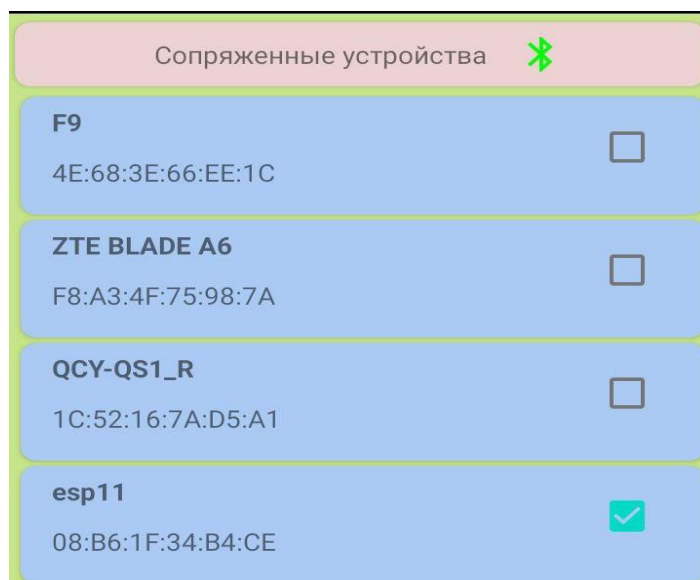 Сопряженные устройства
F9
4E:68:3E:66:EE:1C
ZTE BLADE A6
F8:A3:4F:75:98:7A
QCY-QS1_R
1C:52:16:7A:D5:A1
esp11
08:B6:1F:34:B4:CE